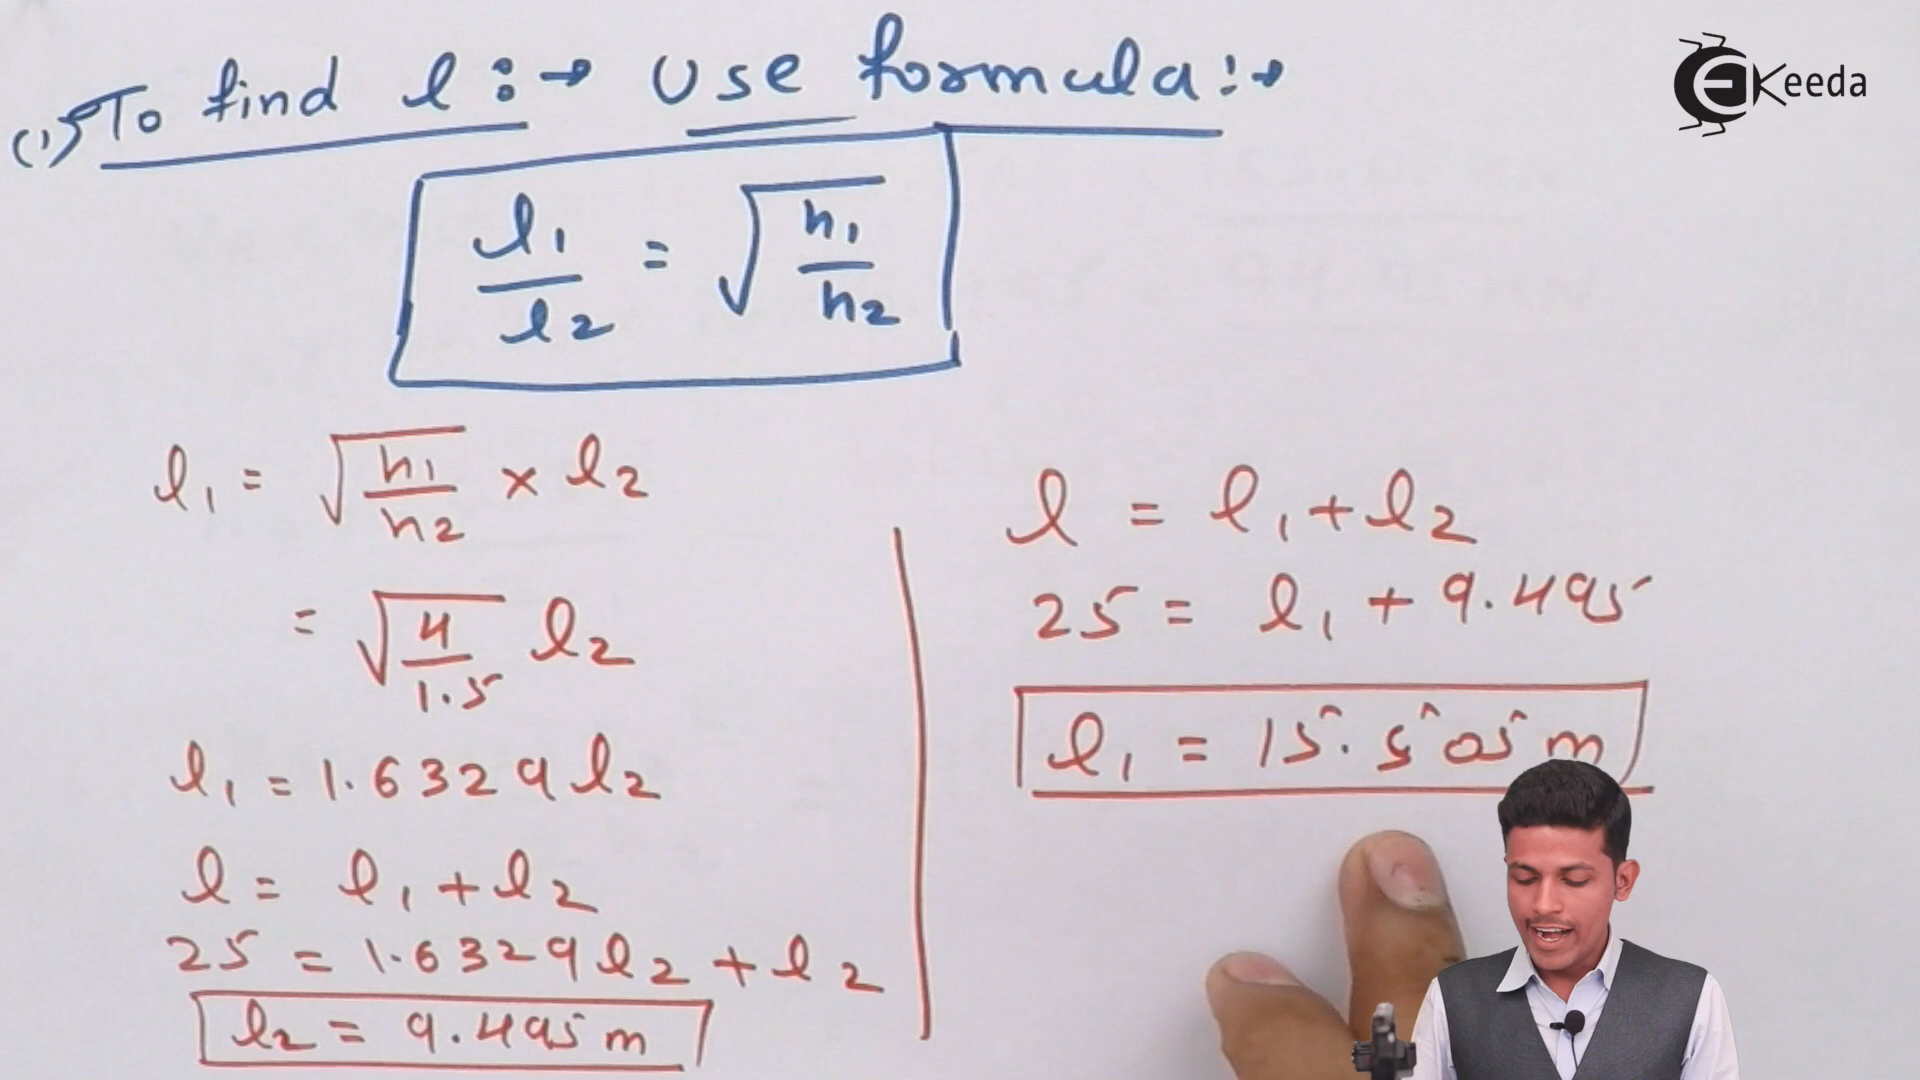 (1) To find l :→ Use formula :→
EKeeda
l1/l2 = √(h1/h2)
l1 = √(h1/h2) × l2
= √(4/1.5) l2
l1 = 1.6329 l2
l = l1 + l2
25 = 1.6329 l2 + l2
l2 = 9.495 m
l = l1 + l2
25 = l1 + 9.495
l1 = 15.505 m